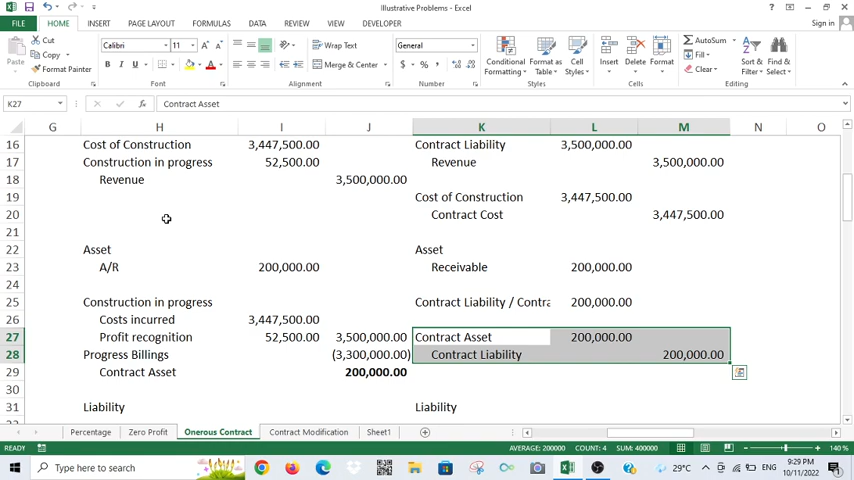 Illustrative Problems - Excel
FILE HOME INSERT PAGE LAYOUT FORMULAS DATA REVIEW VIEW DEVELOPER Sign in
Cut
Copy
Format Painter
Paste
Calibri 11
B I U
Wrap Text
Merge & Center
General
$ % ,
Conditional Formatting
Format as Table
Cell Styles
Insert Delete Format
AutoSum
Fill
Clear
Sort & Filter
Find & Select
Clipboard Font Alignment Number Styles Cells Editing
K27 fx Contract Asset
G H I J K L M N O
16 Cost of Construction 3,447,500.00 Contract Liability 3,500,000.00
17 Construction in progress 52,500.00 Revenue 3,500,000.00
18 Revenue 3,500,000.00
19 Cost of Construction 3,447,500.00
20 Contract Cost 3,447,500.00
21
22 Asset Asset
23 A/R 200,000.00 Receivable 200,000.00
24
25 Construction in progress Contract Liability / Contra 200,000.00
26 Costs incurred 3,447,500.00
27 Profit recognition 52,500.00 3,500,000.00 Contract Asset 200,000.00
28 Progress Billings (3,300,000.00) Contract Liability 200,000.00
29 Contract Asset 200,000.00
30
31 Liability Liability
Percentage Zero Profit Onerous Contract Contract Modification Sheet1
READY AVERAGE: 200000 COUNT: 4 SUM: 400000 140 %
Type here to search 29°C ENG 9:29 PM
10/11/2022